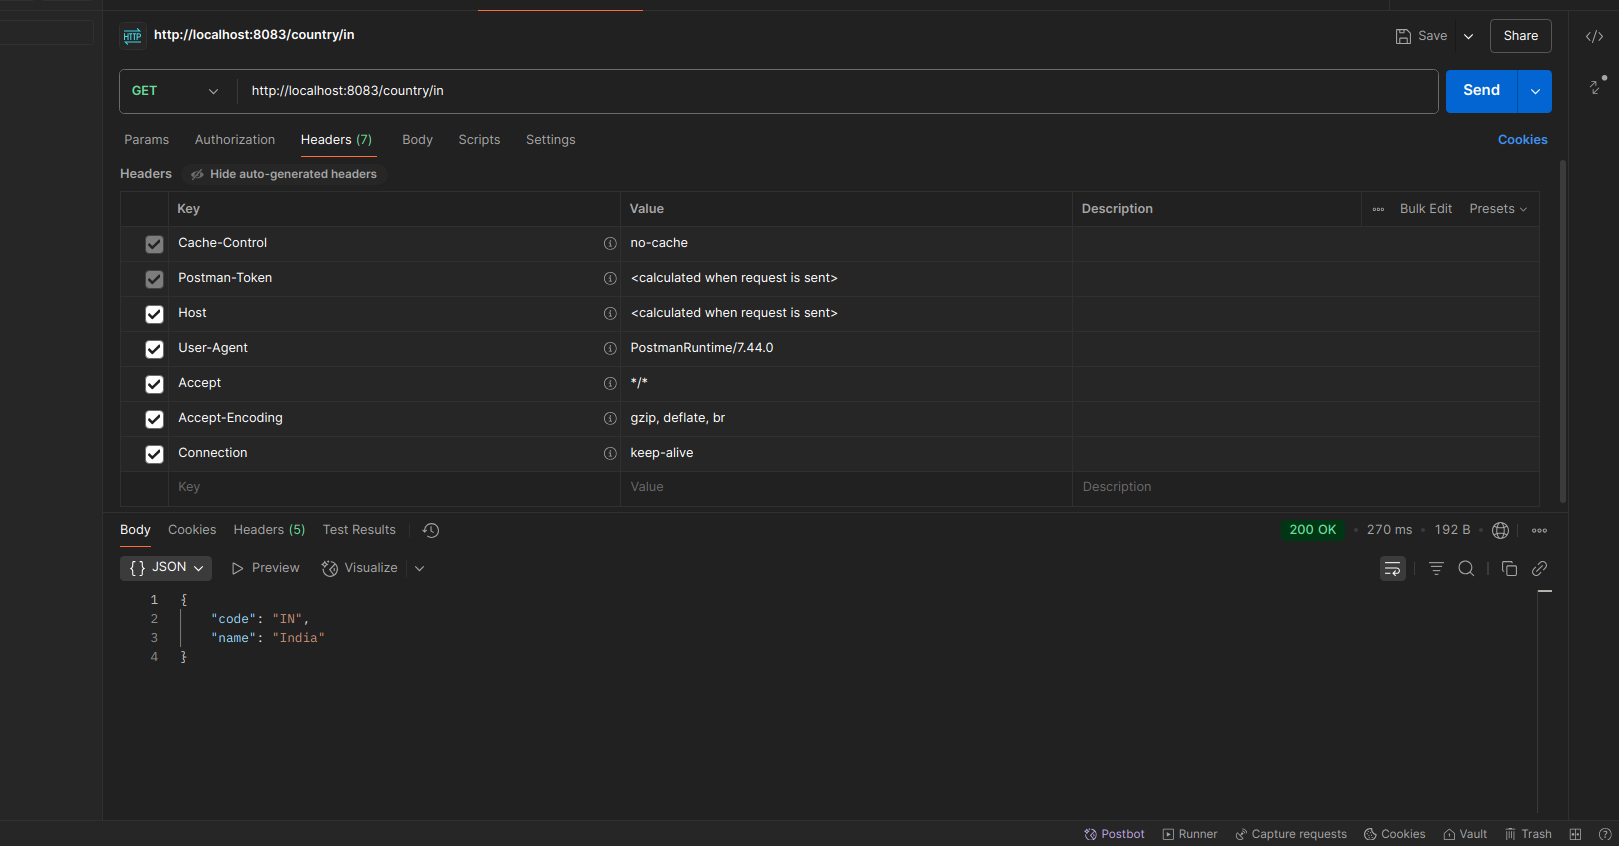 HTTP http://localhost:8083/country/in Save Share
GET http://localhost:8083/country/in Send
Params Authorization Headers (7) Body Scripts Settings Cookies
Headers Hide auto-generated headers
Key Value Description Bulk Edit Presets
Cache-Control no-cache
Postman-Token <calculated when request is sent>
Host <calculated when request is sent>
User-Agent PostmanRuntime/7.44.0
Accept */*
Accept-Encoding gzip, deflate, br
Connection keep-alive
Key Value Description
Body Cookies Headers (5) Test Results 200 OK • 270 ms • 192 B
{} JSON Preview Visualize
1 {
2 "code": "IN",
3 "name": "India"
4 }
Postbot Runner Capture requests Cookies Vault Trash